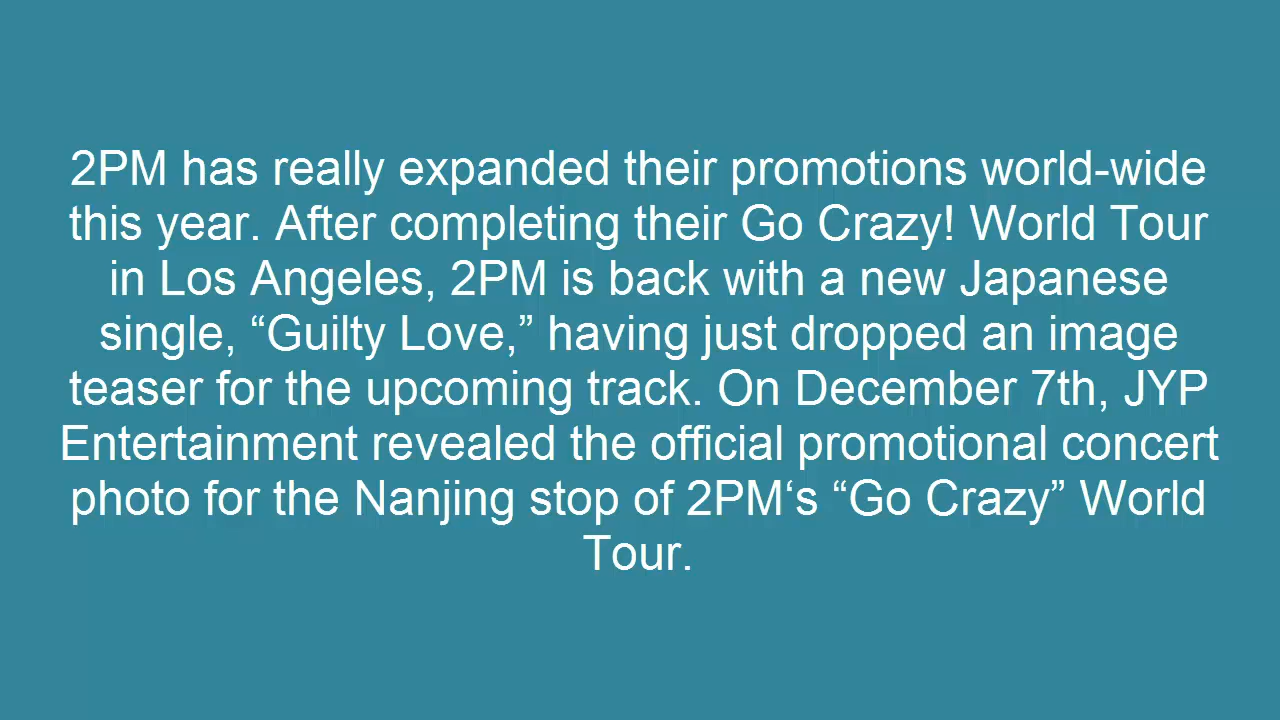 2PM has really expanded their promotions world-wide
this year. After completing their Go Crazy! World Tour
in Los Angeles, 2PM is back with a new Japanese
single, “Guilty Love,” having just dropped an image
teaser for the upcoming track. On December 7th, JYP
Entertainment revealed the official promotional concert
photo for the Nanjing stop of 2PM‘s “Go Crazy” World
Tour.